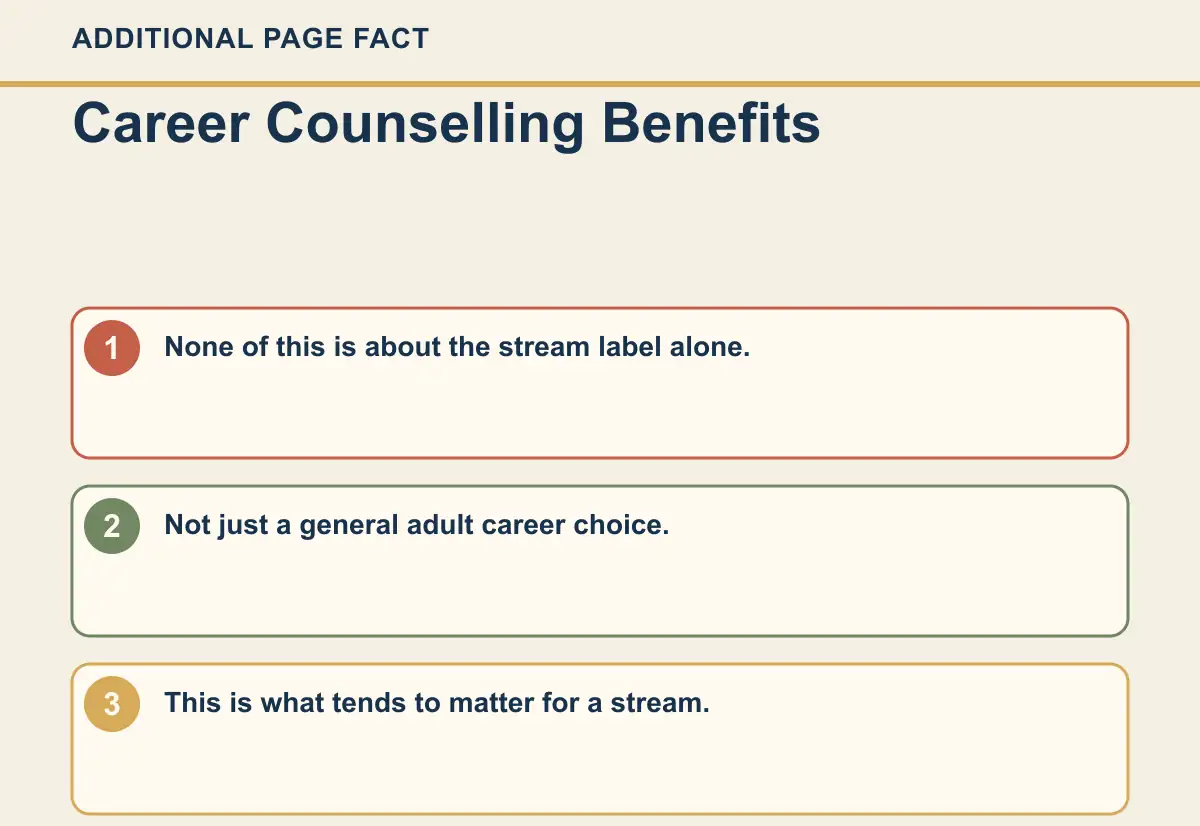 ADDITIONAL PAGE FACT
Career Counselling Benefits
1 None of this is about the stream label alone.
2 Not just a general adult career choice.
3 This is what tends to matter for a stream.